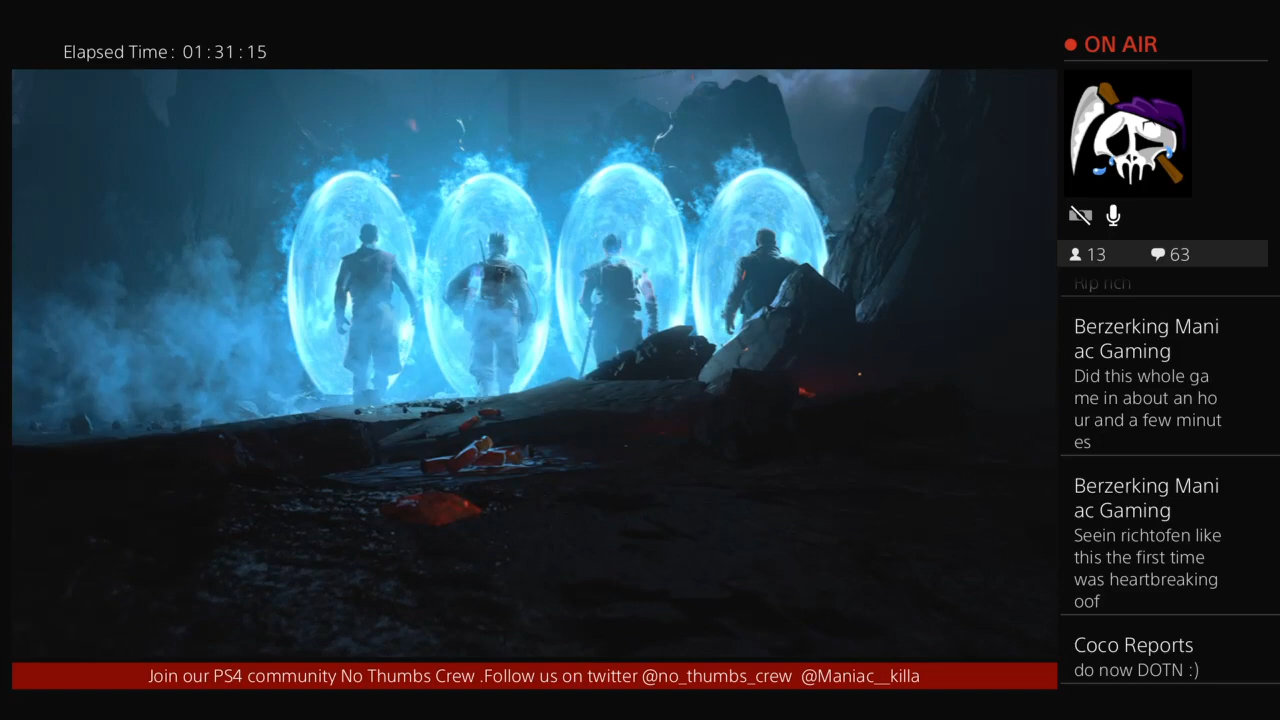 Elapsed Time: 01:31:15
ON AIR
13 63
Rip rich
Berzerking Mani
ac Gaming
Did this whole ga
me in about an ho
ur and a few minut
es
Berzerking Mani
ac Gaming
Seein richtofen like
this the first time
was heartbreaking
oof
Coco Reports
do now DOTN :)
Join our PS4 community No Thumbs Crew .Follow us on twitter @no_thumbs_crew @Maniac__killa